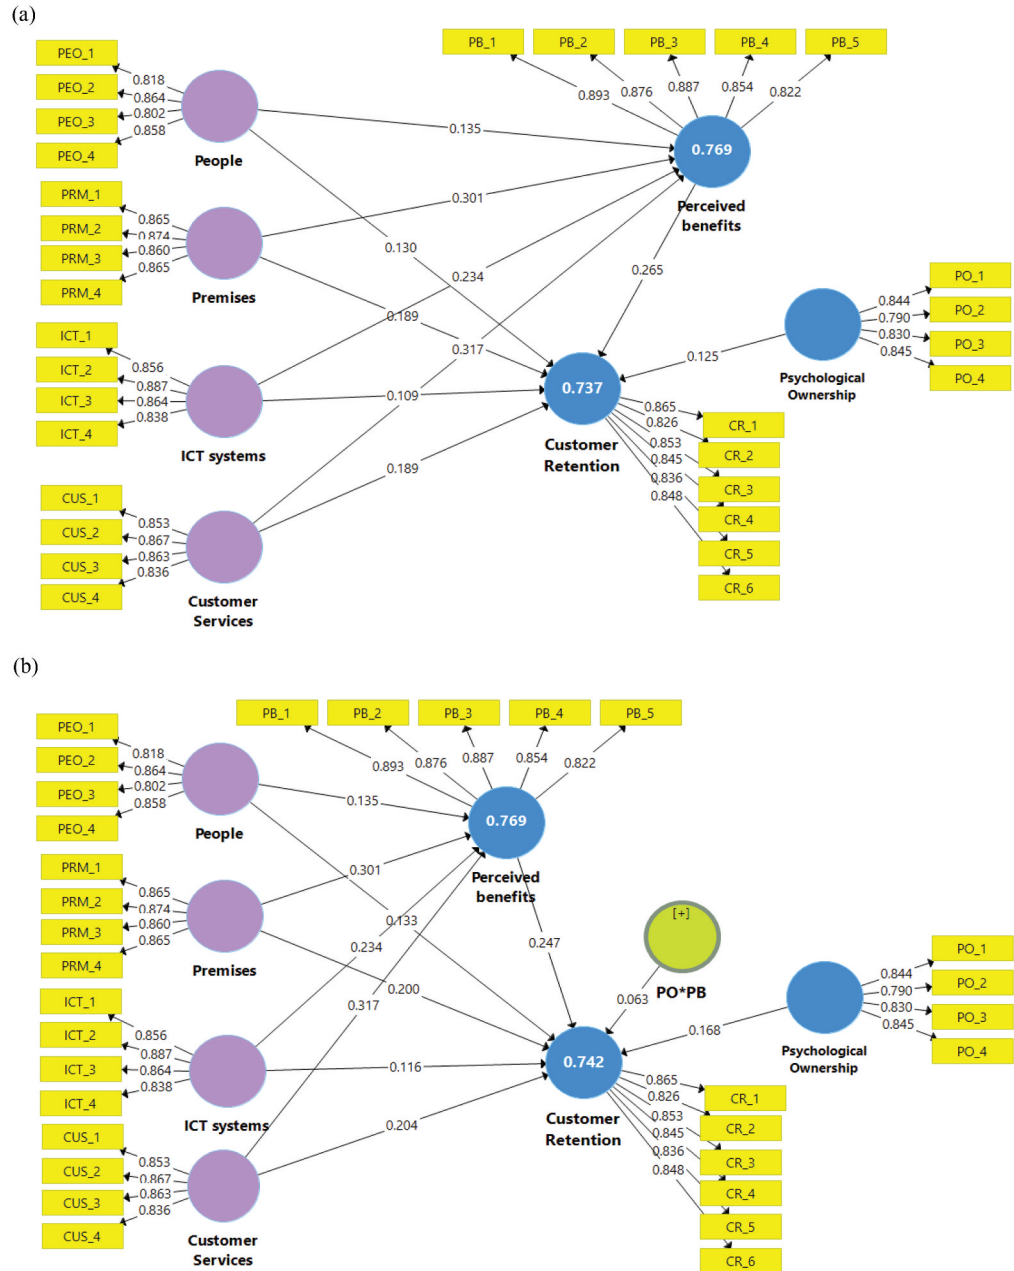 (a)
PB_1
PB_2
PB_3
PB_4
PB_5
PEO_1
PEO_2
PEO_3
PEO_4
0.818
0.864
0.802
0.858
People
0.893
0.876
0.887
0.854
0.822
0.135
0.769
Perceived
benefits
PRM_1
PRM_2
PRM_3
PRM_4
0.865
0.874
0.860
0.865
Premises
0.301
0.130
0.234
0.265
0.189
ICT_1
ICT_2
ICT_3
ICT_4
0.856
0.887
0.864
0.838
ICT systems
0.317
0.109
0.189
0.125
0.737
Customer
Retention
Psychological
Ownership
0.844
0.790
0.830
0.845
PO_1
PO_2
PO_3
PO_4
0.865
0.826
0.853
0.845
0.836
0.848
CR_1
CR_2
CR_3
CR_4
CR_5
CR_6
CUS_1
CUS_2
CUS_3
CUS_4
0.853
0.867
0.863
0.836
Customer
Services
(b)
PB_1
PB_2
PB_3
PB_4
PB_5
PEO_1
PEO_2
PEO_3
PEO_4
0.818
0.864
0.802
0.858
People
0.893
0.876
0.887
0.854
0.822
0.135
0.769
Perceived
benefits
PRM_1
PRM_2
PRM_3
PRM_4
0.865
0.874
0.860
0.865
Premises
0.301
0.133
0.234
0.247
0.317
0.200
[+]
PO*PB
0.063
ICT_1
ICT_2
ICT_3
ICT_4
0.856
0.887
0.864
0.838
ICT systems
0.116
0.204
0.168
0.742
Customer
Retention
Psychological
Ownership
0.844
0.790
0.830
0.845
PO_1
PO_2
PO_3
PO_4
0.865
0.826
0.853
0.845
0.836
0.848
CR_1
CR_2
CR_3
CR_4
CR_5
CR_6
CUS_1
CUS_2
CUS_3
CUS_4
0.853
0.867
0.863
0.836
Customer
Services